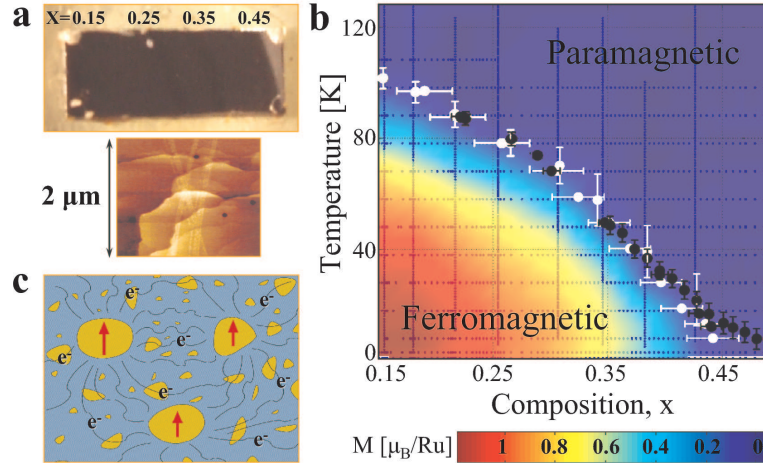 a
X=0.15 0.25 0.35 0.45
2 μm
c
e⁻
e⁻
e⁻
e⁻
e⁻
e⁻
e⁻
e⁻
b
Paramagnetic
Ferromagnetic
Temperature [K]
120
80
40
0
0.15 0.25 0.35 0.45
Composition, x
M [μ_B/Ru] 1 0.8 0.6 0.4 0.2 0